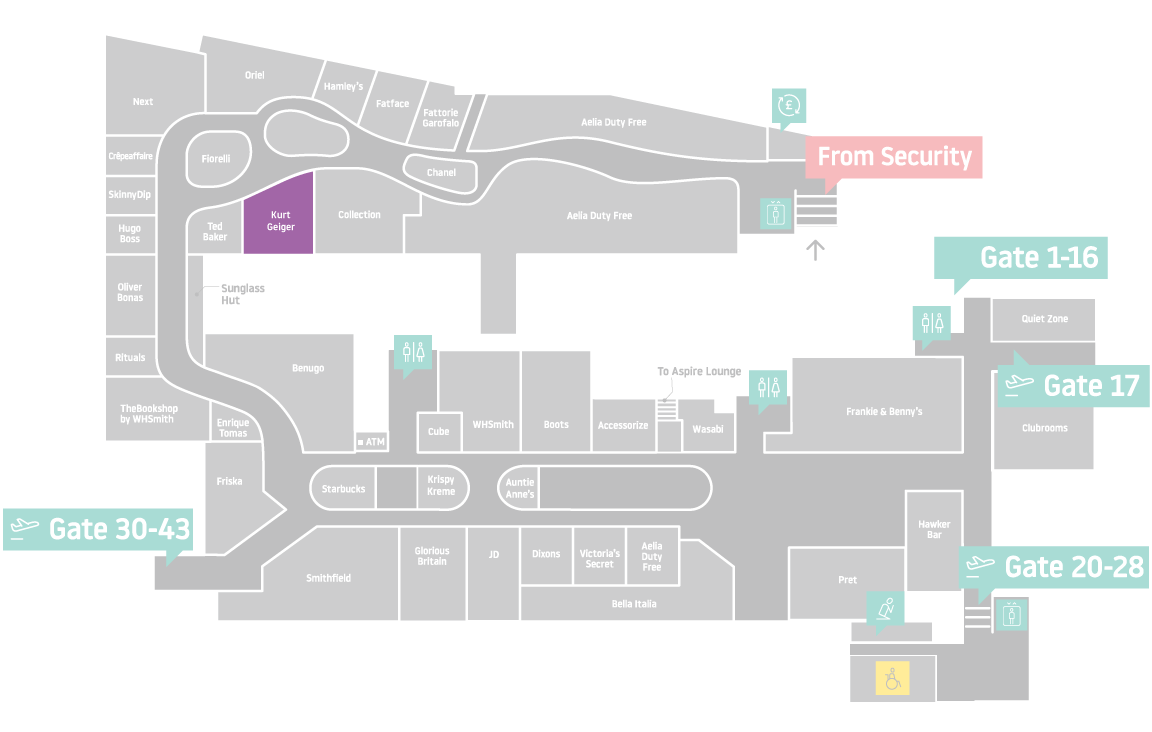 Oriel
Hamley's
Next
Fatface
Fattorie
Garofalo
Aelia Duty Free
£
From Security
Crêpeaffaire
Fiorelli
Chanel
SkinnyDip
Kurt
Geiger
Collection
Aelia Duty Free
Hugo
Boss
Ted
Baker
Gate 1-16
Oliver
Bonas
Sunglass
Hut
Quiet Zone
Rituals
Benugo
To Aspire Lounge
Gate 17
TheBookshop
by WHSmith
Enrique
Tomas
ATM
Cube
WHSmith
Boots
Accessorize
Wasabi
Frankie & Benny's
Clubrooms
Friska
Starbucks
Krispy
Kreme
Auntie
Anne's
Gate 30-43
Hawker
Bar
Glorious
Britain
JD
Dixons
Victoria's
Secret
Aelia
Duty
Free
Gate 20-28
Smithfield
Pret
Bella Italia